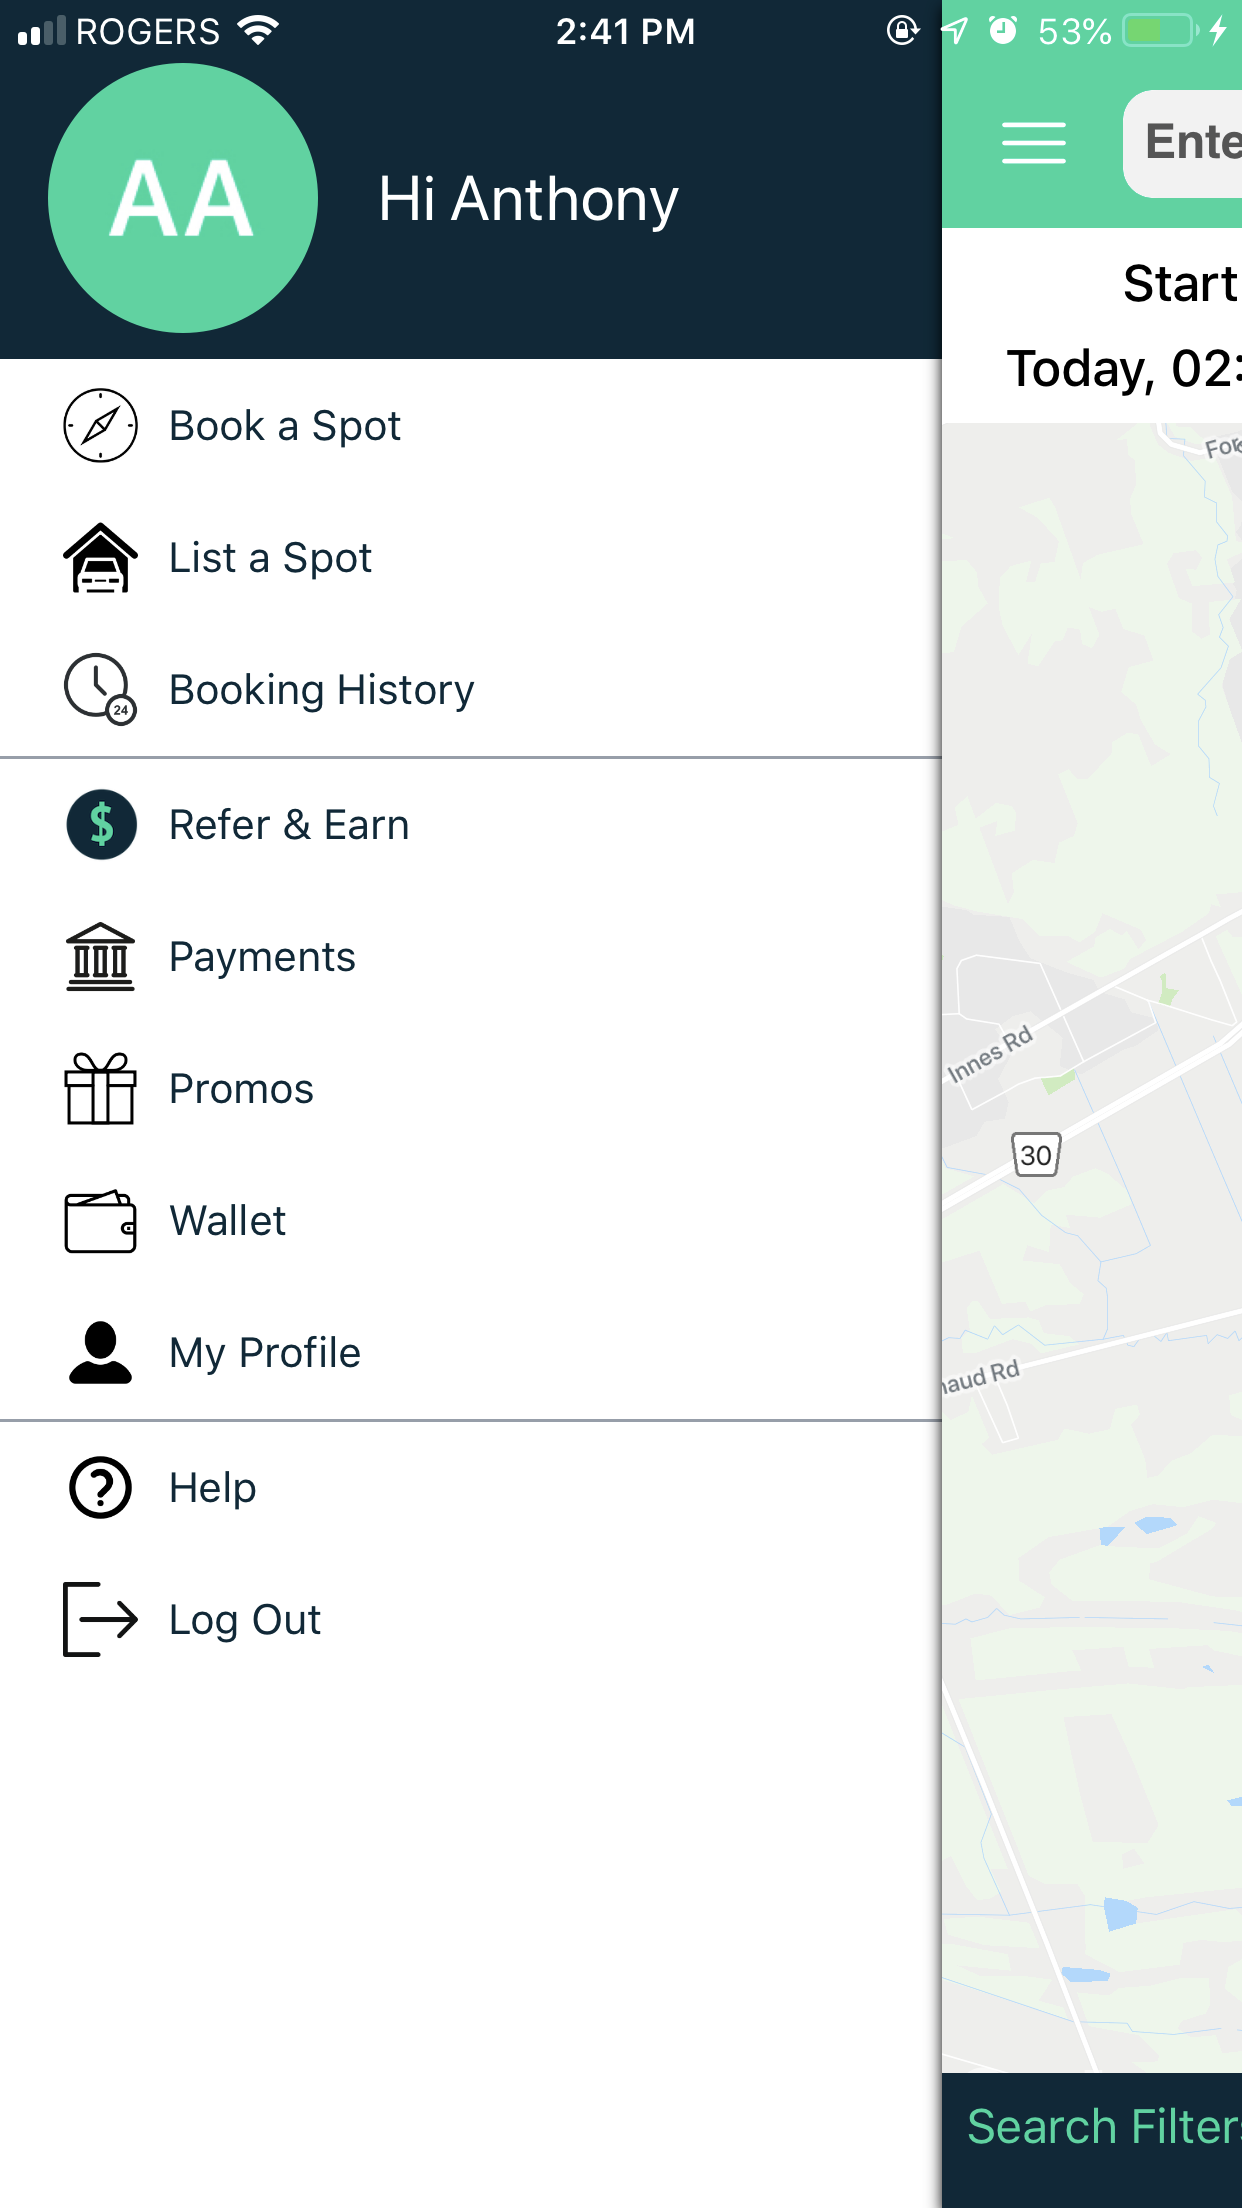 ROGERS 2:41 PM 53%
AA
Hi Anthony
Ente
Start
Today, 02:
Book a Spot
List a Spot
24
Booking History
$
Refer & Earn
Payments
Promos
Wallet
My Profile
?
Help
Log Out
For
Innes Rd
30
aud Rd
Search Filter